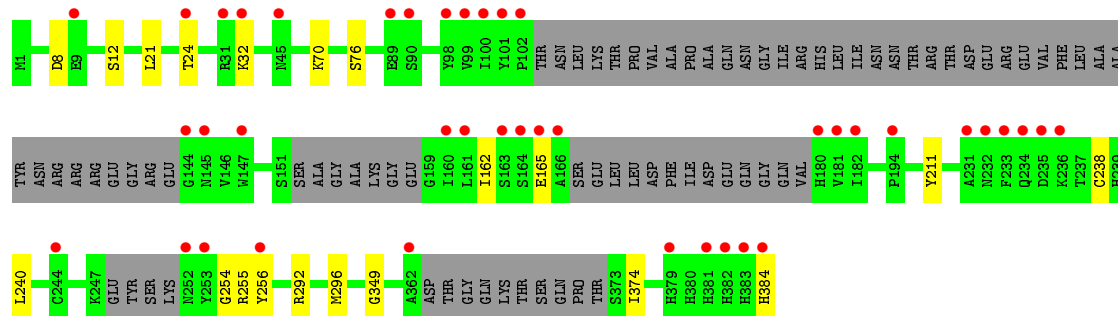 M1 D8 E9 S12 L21 T24 R31 K32 N45 K70 S76 E89 S90 Y98 V99 I100 Y101 P102 THR ASN LEU LYS THR PRO VAL ALA PRO ALA GLN ASN GLY ILE ARG HIS LEU ILE ASN ASN THR ARG THR ASP GLU ARG GLU VAL PHE LEU ALA ALA
TYR ASN ARG ARG ARG GLU GLY ARG GLU G144 N145 V146 W147 S151 SER ALA GLY ALA LYS GLY GLU G159 I160 L161 I162 S163 S164 E165 A166 SER GLU LEU LEU ASP PHE ILE ASP GLU GLN GLY GLN VAL H180 V181 I182 P194 Y211 A231 N232 F233 Q234 D235 K236 T237 C238 H239
L240 C244 K247 GLU TYR SER LYS N252 Y253 G254 R255 Y256 R292 M296 G349 A362 ASP THR GLY GLN LYS THR SER GLN PRO THR S373 I374 H379 H380 H381 H382 H383 H384